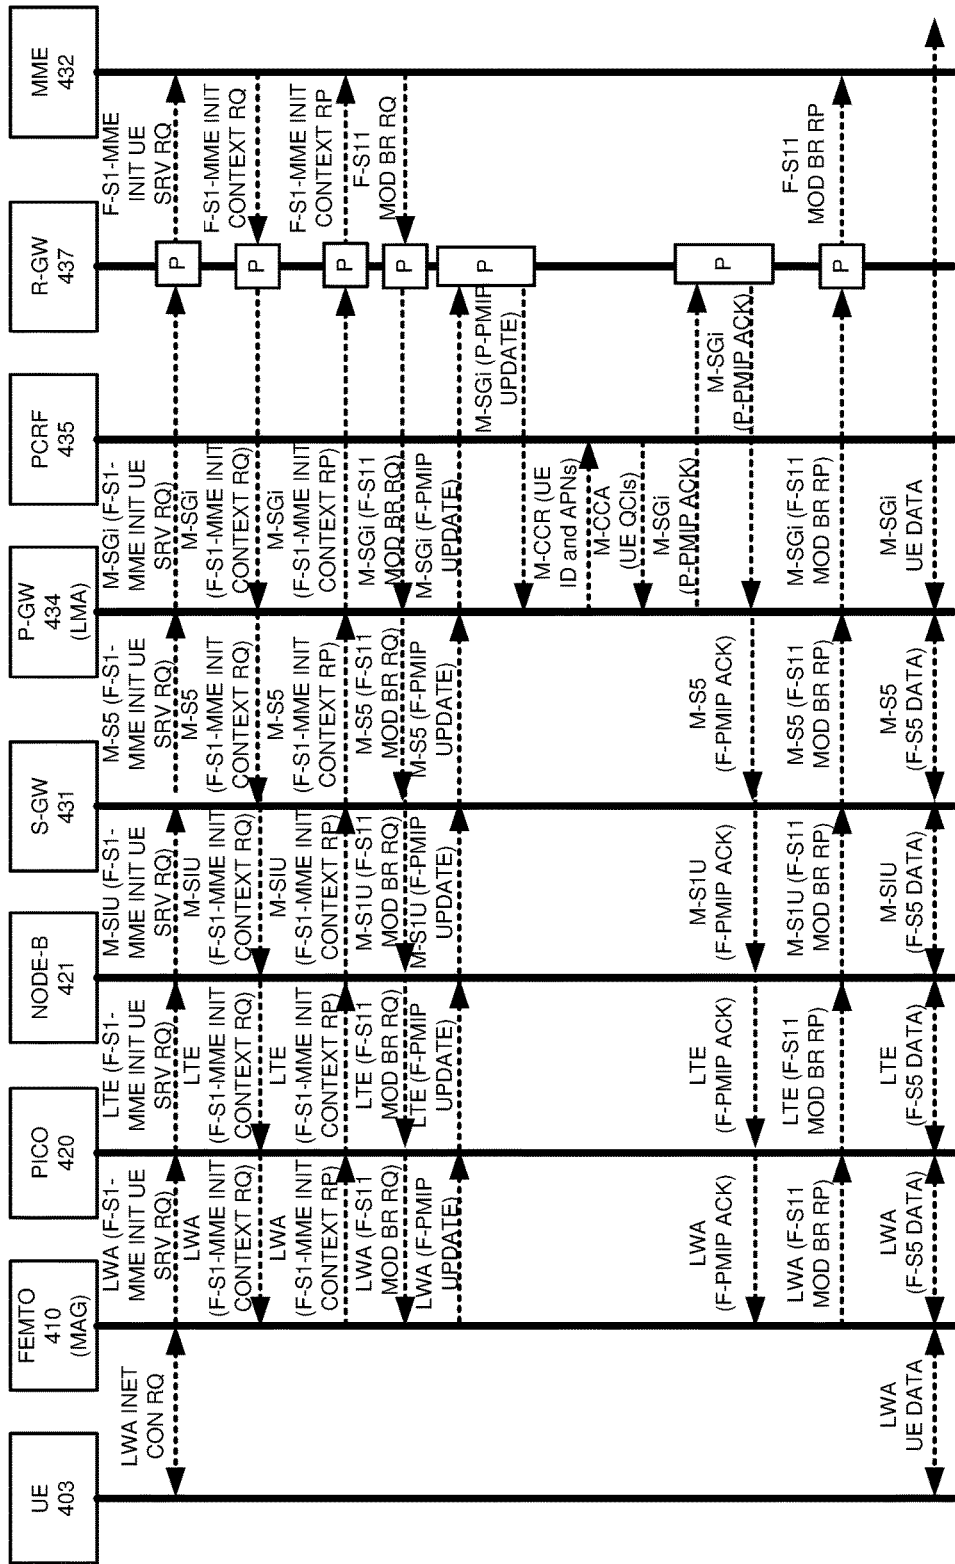 UE
403
FEMTO
410
(MAG)
PICO
420
NODE-B
421
S-GW
431
P-GW
434
(LMA)
PCRF
435
R-GW
437
MME
432
LWA INET
CON RQ
LWA (F-S1-
MME INIT UE
SRV RQ)
LTE (F-S1-
MME INIT UE
SRV RQ)
M-SIU (F-S1-
MME INIT UE
SRV RQ)
M-S5 (F-S1-
MME INIT UE
SRV RQ)
M-SGi (F-S1-
MME INIT UE
SRV RQ)
P
F-S1-MME
INIT UE
SRV RQ
LWA
(F-S1-MME INIT
CONTEXT RQ)
LTE
(F-S1-MME INIT
CONTEXT RQ)
M-SIU
(F-S1-MME INIT
CONTEXT RQ)
M-S5
(F-S1-MME INIT
CONTEXT RQ)
M-SGi
(F-S1-MME INIT
CONTEXT RQ)
P
F-S1-MME INIT
CONTEXT RQ
LWA
(F-S1-MME INIT
CONTEXT RP)
LTE
(F-S1-MME INIT
CONTEXT RP)
M-SIU
(F-S1-MME INIT
CONTEXT RP)
M-S5
(F-S1-MME INIT
CONTEXT RP)
M-SGi
(F-S1-MME INIT
CONTEXT RP)
P
F-S1-MME INIT
CONTEXT RP
LWA (F-S11
MOD BR RQ)
LTE (F-S11
MOD BR RQ)
M-S1U (F-S11
MOD BR RQ)
M-S5 (F-S11
MOD BR RQ)
M-SGi (F-S11
MOD BR RQ)
P
F-S11
MOD BR RQ
LWA (F-PMIP
UPDATE)
LTE (F-PMIP
UPDATE)
M-S1U (F-PMIP
UPDATE)
M-S5 (F-PMIP
UPDATE)
M-SGi (F-PMIP
UPDATE)
P
M-SGi (P-PMIP
UPDATE)
M-CCR (UE
ID and APNs)
M-CCA
(UE QCIs)
M-SGi
(P-PMIP ACK)
P
M-SGi
(P-PMIP ACK)
M-S5
(F-PMIP ACK)
M-S1U
(F-PMIP ACK)
LTE
(F-PMIP ACK)
LWA
(F-PMIP ACK)
LWA (F-S11
MOD BR RP)
LTE (F-S11
MOD BR RP)
M-S1U (F-S11
MOD BR RP)
M-S5 (F-S11
MOD BR RP)
M-SGi (F-S11
MOD BR RP)
P
F-S11
MOD BR RP
LWA
UE DATA
LWA
(F-S5 DATA)
LTE
(F-S5 DATA)
M-SIU
(F-S5 DATA)
M-S5
(F-S5 DATA)
M-SGi
UE DATA